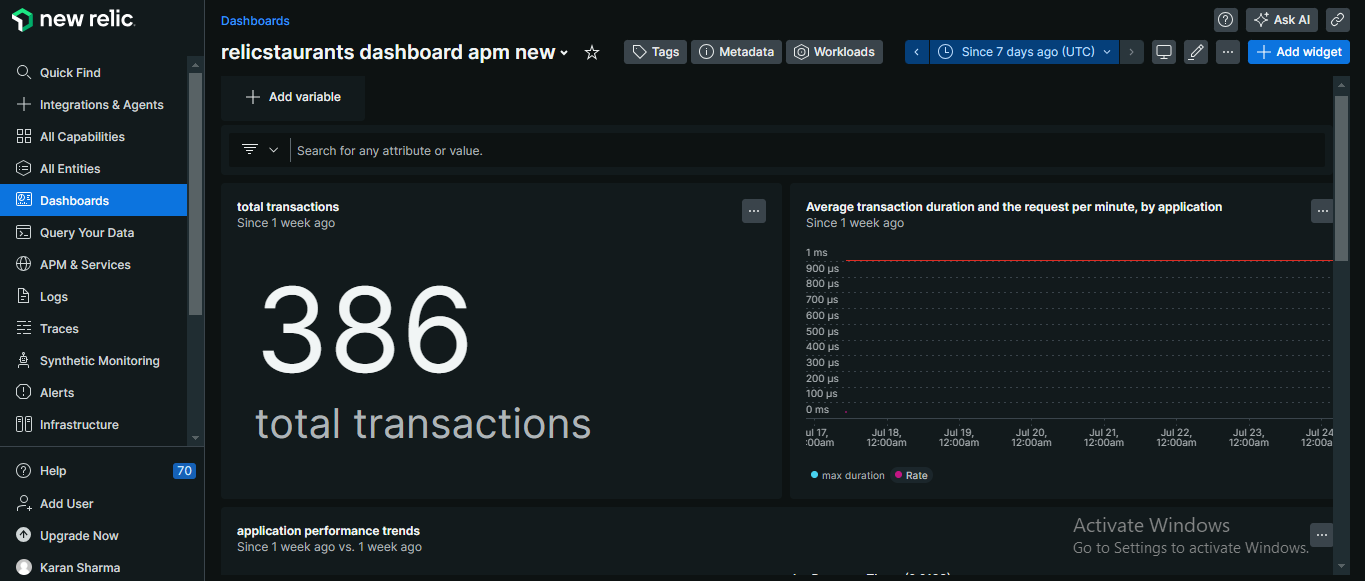 new relic.
Quick Find
Integrations & Agents
All Capabilities
All Entities
Dashboards
Query Your Data
APM & Services
Logs
Traces
Synthetic Monitoring
Alerts
Infrastructure
Help 70
Add User
Upgrade Now
Karan Sharma
Dashboards
Ask AI
relicstaurants dashboard apm new
Tags
Metadata
Workloads
Since 7 days ago (UTC)
Add widget
Add variable
Search for any attribute or value.
total transactions
Since 1 week ago
386
total transactions
Average transaction duration and the request per minute, by application
Since 1 week ago
1 ms
900 µs
800 µs
700 µs
600 µs
500 µs
400 µs
300 µs
200 µs
100 µs
0 ms
ul 17, Jul 18, Jul 19, Jul 20, Jul 21, Jul 22, Jul 23, Jul 24
:00am 12:00am 12:00am 12:00am 12:00am 12:00am 12:00am 12:00a
max duration Rate
application performance trends
Since 1 week ago vs. 1 week ago
Activate Windows
Go to Settings to activate Windows.